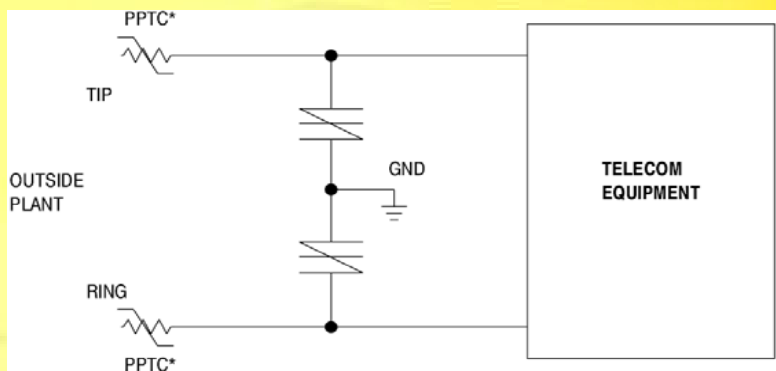 PPTC*
TIP
OUTSIDE
PLANT
GND
TELECOM
EQUIPMENT
RING
PPTC*